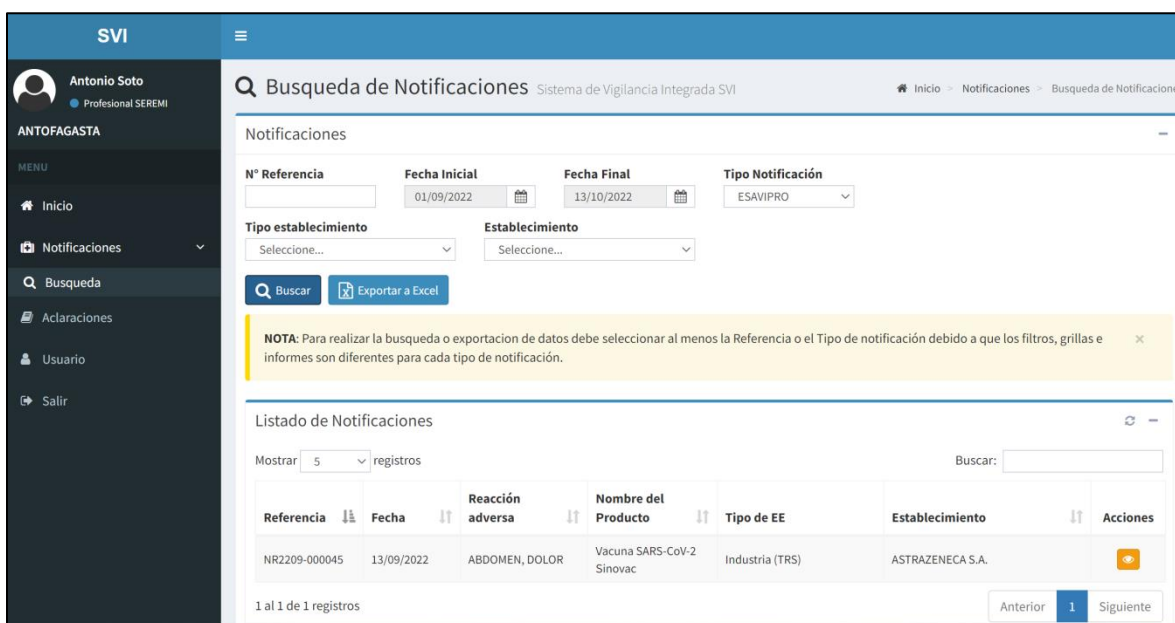 SVI
Antonio Soto
Profesional SEREMI
ANTOFAGASTA
MENU
Inicio
Notificaciones
Busqueda
Aclaraciones
Usuario
Salir
Busqueda de Notificaciones Sistema de Vigilancia Integrada SVI
Inicio > Notificaciones > Busqueda de Notificacione
Notificaciones
N° Referencia Fecha Inicial Fecha Final Tipo Notificación
01/09/2022 13/10/2022 ESAVIPRO
Tipo establecimiento Establecimiento
Seleccione... Seleccione...
Buscar Exportar a Excel
NOTA: Para realizar la busqueda o exportacion de datos debe seleccionar al menos la Referencia o el Tipo de notificación debido a que los filtros, grillas e
informes son diferentes para cada tipo de notificación.
Listado de Notificaciones
Mostrar 5 registros Buscar:
Referencia Fecha Reacción adversa Nombre del Producto Tipo de EE Establecimiento Acciones
NR2209-000045 13/09/2022 ABDOMEN, DOLOR Vacuna SARS-CoV-2 Sinovac Industria (TRS) ASTRAZENECA S.A.
1 al 1 de 1 registros Anterior 1 Siguiente